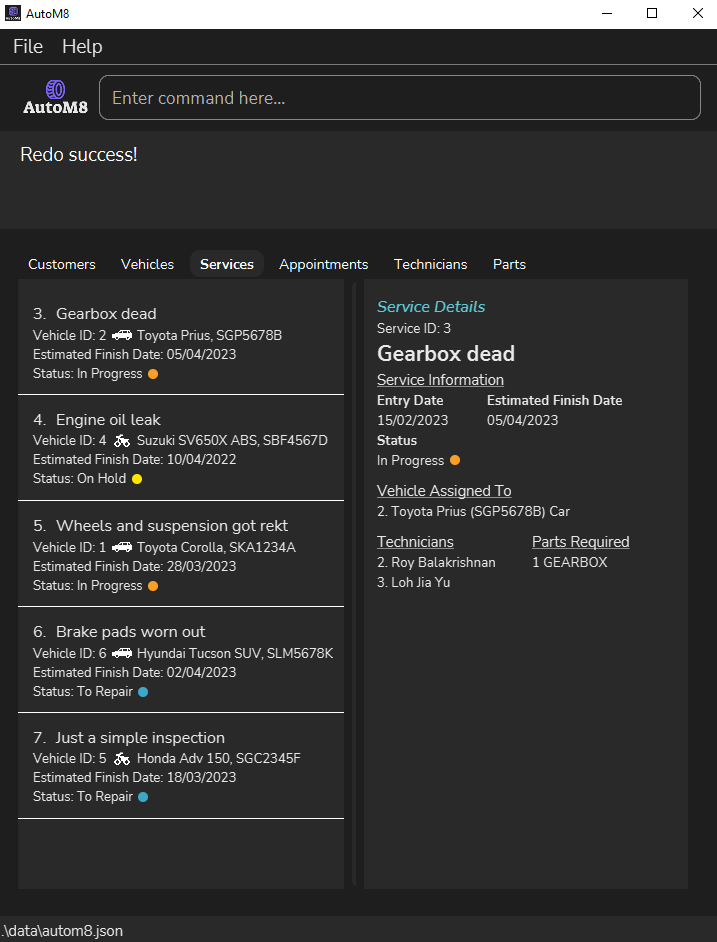 AutoM8
File Help
AutoM8
Enter command here...
Redo success!
Customers Vehicles Services Appointments Technicians Parts
3. Gearbox dead
Vehicle ID: 2 Toyota Prius, SGP5678B
Estimated Finish Date: 05/04/2023
Status: In Progress
4. Engine oil leak
Vehicle ID: 4 Suzuki SV650X ABS, SBF4567D
Estimated Finish Date: 10/04/2022
Status: On Hold
5. Wheels and suspension got rekt
Vehicle ID: 1 Toyota Corolla, SKA1234A
Estimated Finish Date: 28/03/2023
Status: In Progress
6. Brake pads worn out
Vehicle ID: 6 Hyundai Tucson SUV, SLM5678K
Estimated Finish Date: 02/04/2023
Status: To Repair
7. Just a simple inspection
Vehicle ID: 5 Honda Adv 150, SGC2345F
Estimated Finish Date: 18/03/2023
Status: To Repair
Service Details
Service ID: 3
Gearbox dead
Service Information
Entry Date Estimated Finish Date
15/02/2023 05/04/2023
Status
In Progress
Vehicle Assigned To
2. Toyota Prius (SGP5678B) Car
Technicians Parts Required
2. Roy Balakrishnan 1 GEARBOX
3. Loh Jia Yu
.\data\autom8.json